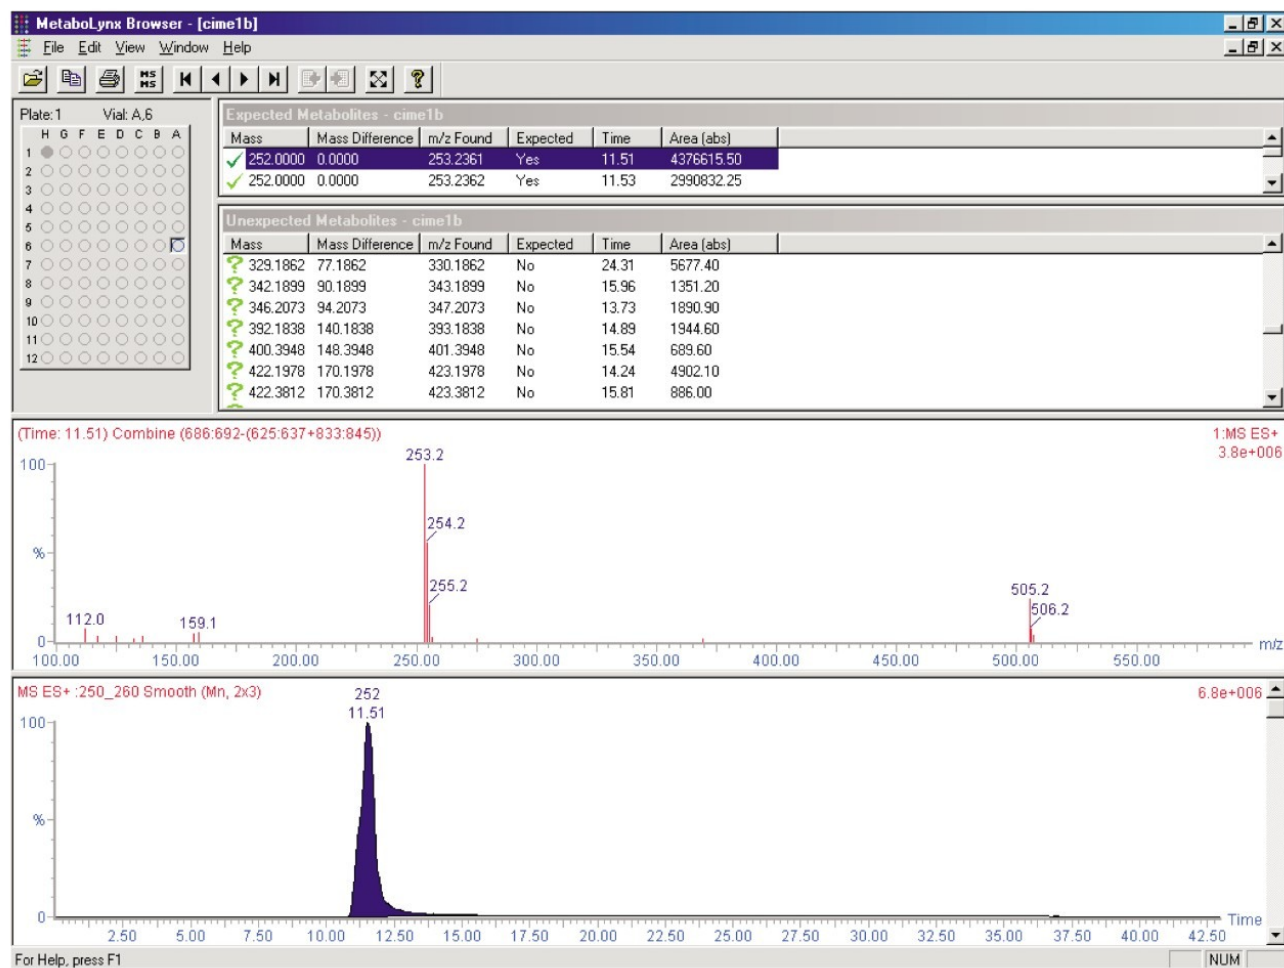 MetaboLynx Browser - [cime1b]
File Edit View Window Help
MS
MS
Plate:1 Vial: A,6
H G F E D C B A
1
2
3
4
5
6
7
8
9
10
11
12
Expected Metabolites - cime1b
Mass Mass Difference m/z Found Expected Time Area (abs)
252.0000 0.0000 253.2361 Yes 11.51 4376615.50
252.0000 0.0000 253.2362 Yes 11.53 2990832.25
Unexpected Metabolites - cime1b
Mass Mass Difference m/z Found Expected Time Area (abs)
329.1862 77.1862 330.1862 No 24.31 5677.40
342.1899 90.1899 343.1899 No 15.96 1351.20
346.2073 94.2073 347.2073 No 13.73 1890.90
392.1838 140.1838 393.1838 No 14.89 1944.60
400.3948 148.3948 401.3948 No 15.54 689.60
422.1978 170.1978 423.1978 No 14.24 4902.10
422.3812 170.3812 423.3812 No 15.81 886.00
(Time: 11.51) Combine (686:692-(625:637+833:845)) 1:MS ES+
3.8e+006
253.2
100
254.2
%
255.2
505.2
506.2
112.0 159.1
0
m/z
100.00 150.00 200.00 250.00 300.00 350.00 400.00 450.00 500.00 550.00
MS ES+ :250_260 Smooth (Mn, 2x3) 6.8e+006
252
11.51
100
%
0
Time
2.50 5.00 7.50 10.00 12.50 15.00 17.50 20.00 22.50 25.00 27.50 30.00 32.50 35.00 37.50 40.00 42.50
For Help, press F1 NUM